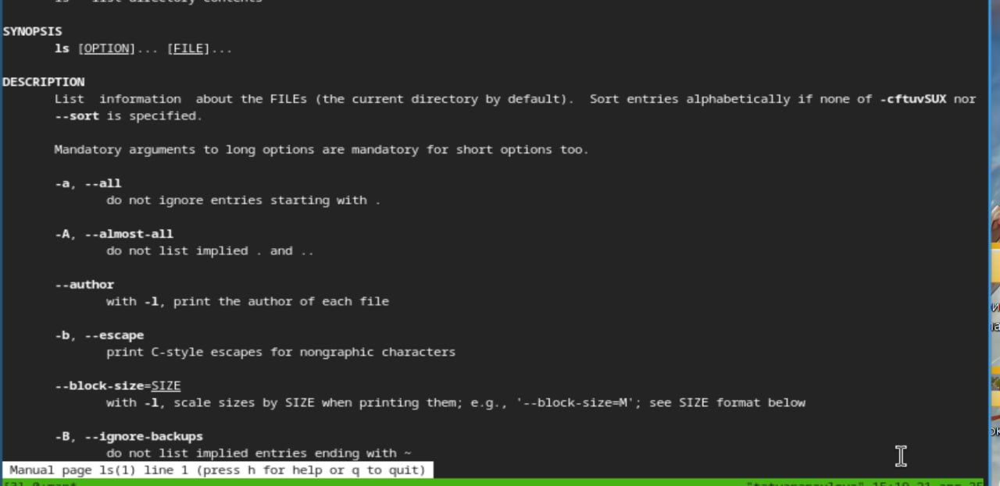 ls - list directory contents
SYNOPSIS
ls [OPTION]... [FILE]...
DESCRIPTION
List  information  about the FILEs (the current directory by default).  Sort entries alphabetically if none of -cftuvSUX nor
--sort is specified.
Mandatory arguments to long options are mandatory for short options too.
-a, --all
do not ignore entries starting with .
-A, --almost-all
do not list implied . and ..
--author
with -l, print the author of each file
-b, --escape
print C-style escapes for nongraphic characters
--block-size=SIZE
with -l, scale sizes by SIZE when printing them; e.g., '--block-size=M'; see SIZE format below
-B, --ignore-backups
do not list implied entries ending with ~
Manual page ls(1) line 1 (press h for help or q to quit)